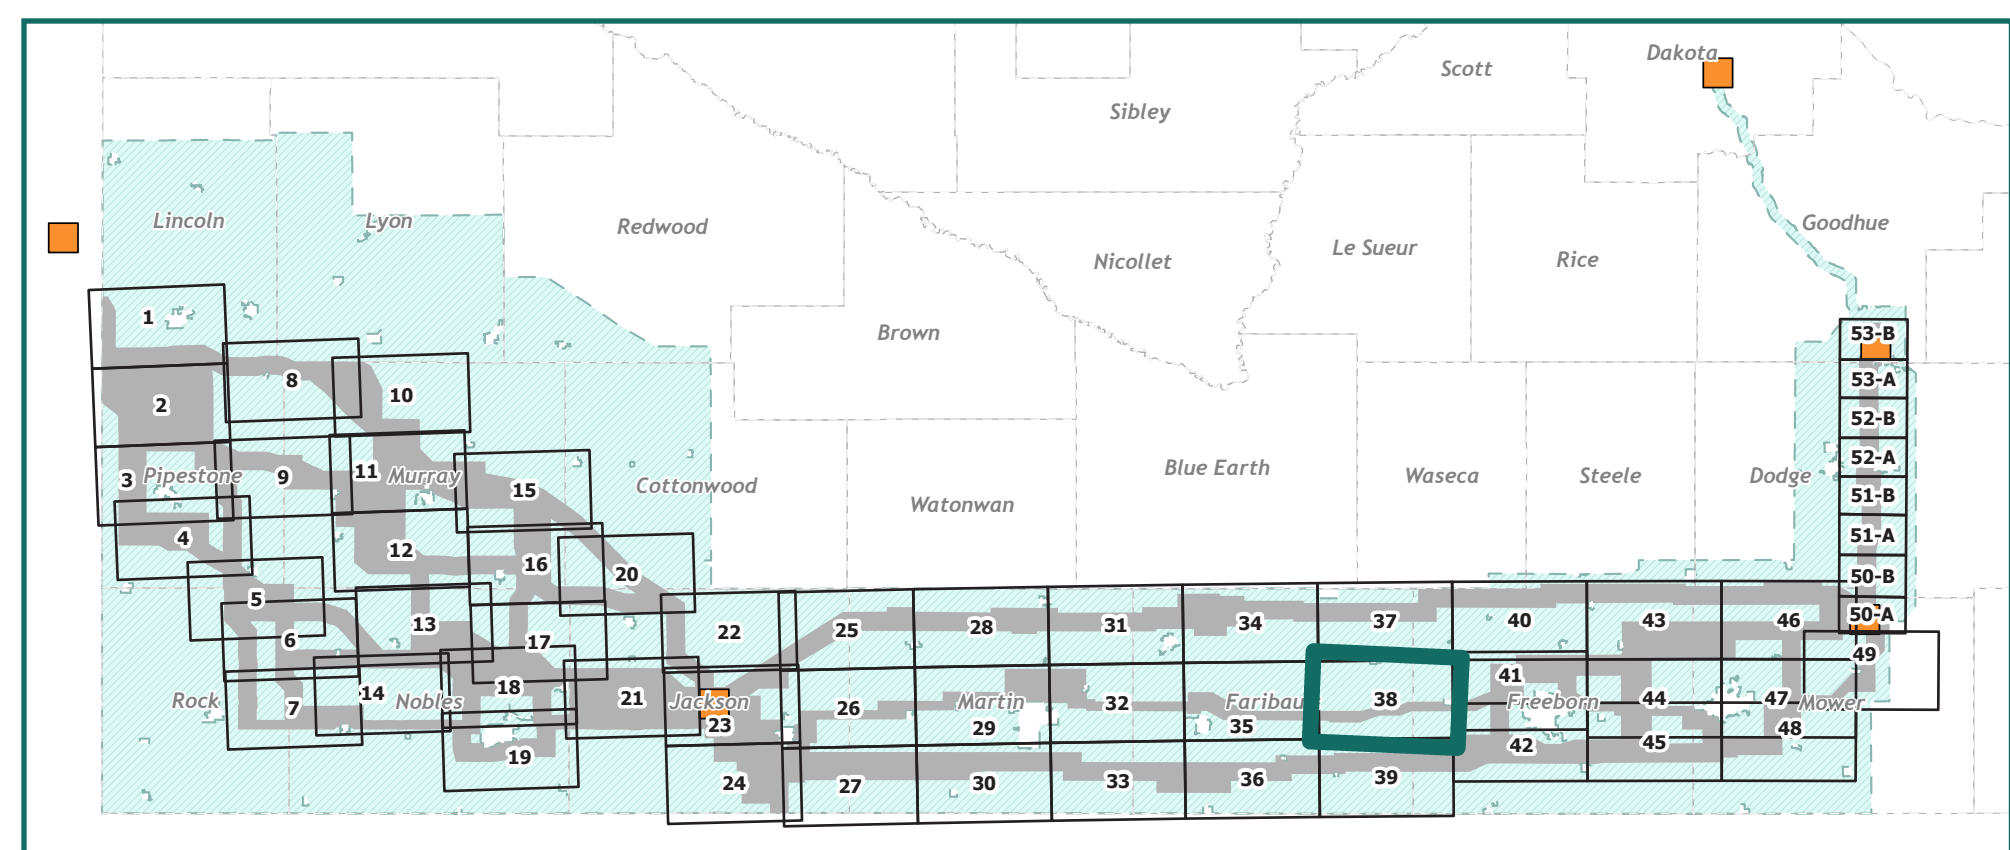 Dakota
Scott
Sibley
Lincoln
Lyon
Redwood
Goodhue
Le Sueur
Rice
Nicollet
1
Brown
53-B
8
10
53-A
2
52-B
52-A
Pipestone
3
9
11
Murray
15
Cottonwood
Watonwan
Blue Earth
Waseca
Steele
Dodge
51-B
4
12
16
20
51-A
50-B
5
6
13
17
22
25
28
31
34
37
40
43
46
50-A
49
Rock
7
14
Nobles
18
21
Jackson
23
26
Martin
29
32
Faribau
35
38
41
Freeborn
42
44
47
Mower
48
19
24
27
30
33
36
39
45